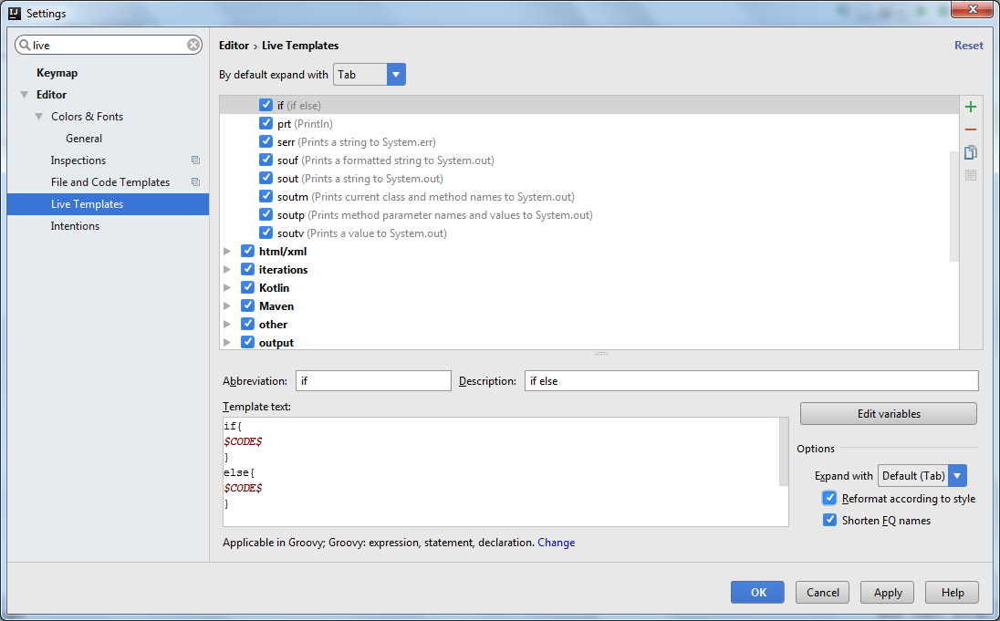 IJ Settings
live
Keymap
Editor
Colors & Fonts
General
Inspections
File and Code Templates
Live Templates
Intentions
Editor › Live Templates
Reset
By default expand with Tab
if (if else)
prt (Println)
serr (Prints a string to System.err)
souf (Prints a formatted string to System.out)
sout (Prints a string to System.out)
soutm (Prints current class and method names to System.out)
soutp (Prints method parameter names and values to System.out)
soutv (Prints a value to System.out)
html/xml
iterations
Kotlin
Maven
other
output
Abbreviation: if Description: if else
Template text:
if{
$CODE$
}
else{
$CODE$
}
Edit variables
Options
Expand with Default (Tab)
Reformat according to style
Shorten FQ names
Applicable in Groovy; Groovy: expression, statement, declaration. Change
OK Cancel Apply Help